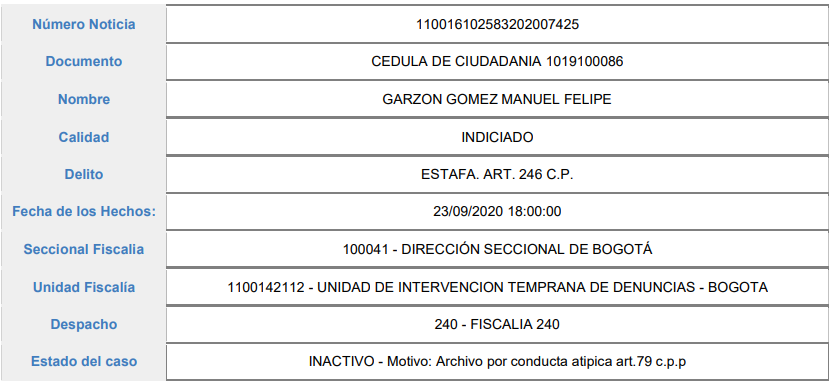 Número Noticia 110016102583202007425
Documento CEDULA DE CIUDADANIA 1019100086
Nombre GARZON GOMEZ MANUEL FELIPE
Calidad INDICIADO
Delito ESTAFA. ART. 246 C.P.
Fecha de los Hechos: 23/09/2020 18:00:00
Seccional Fiscalia 100041 - DIRECCIÓN SECCIONAL DE BOGOTÁ
Unidad Fiscalía 1100142112 - UNIDAD DE INTERVENCION TEMPRANA DE DENUNCIAS - BOGOTA
Despacho 240 - FISCALIA 240
Estado del caso INACTIVO - Motivo: Archivo por conducta atipica art.79 c.p.p